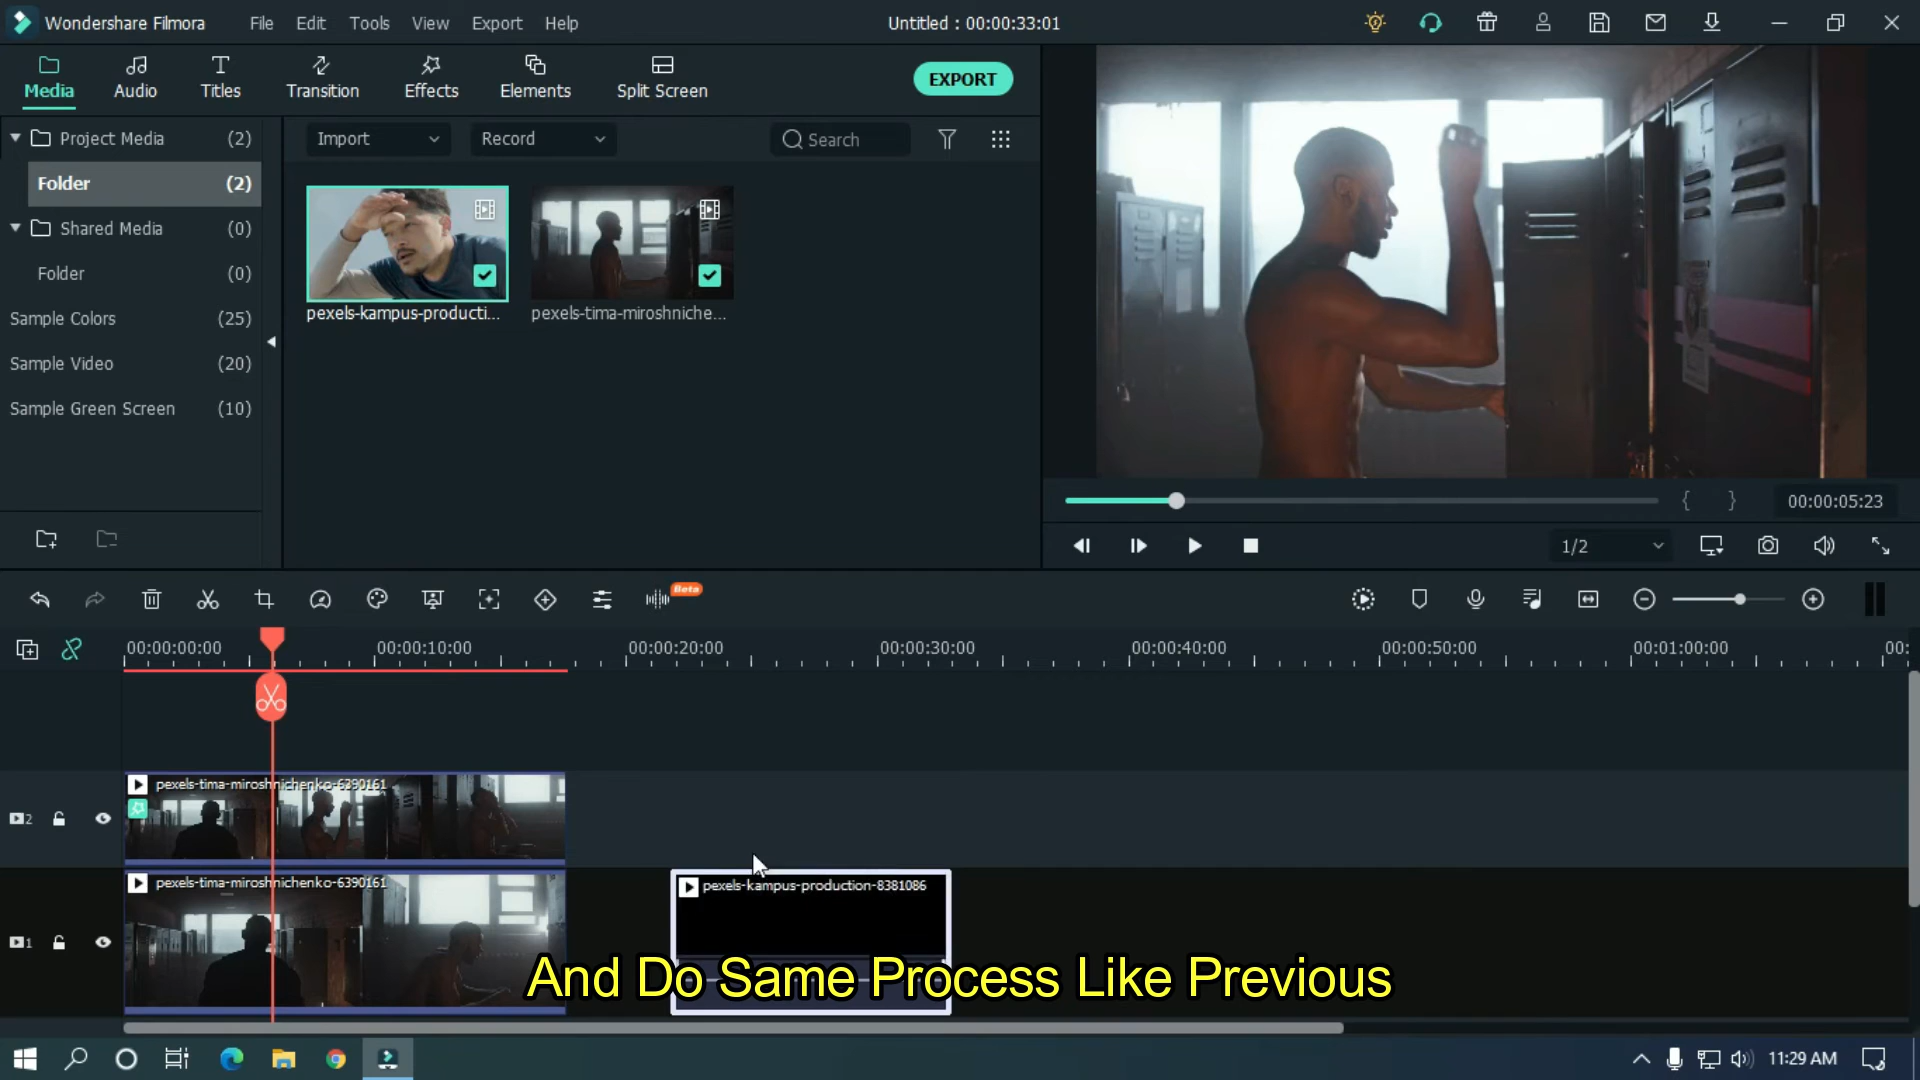 Wondershare Filmora File Edit Tools View Export Help Untitled : 00:00:33:01
Media Audio Titles Transition Effects Elements Split Screen EXPORT
Project Media (2)
Folder (2)
Shared Media (0)
Folder (0)
Sample Colors (25)
Sample Video (20)
Sample Green Screen (10)
Import Record Search
pexels-kampus-producti... pexels-tima-miroshniche...
{ } 00:00:05:23
1/2
Beta
00:00:00:00 00:00:10:00 00:00:20:00 00:00:30:00 00:00:40:00 00:00:50:00 00:01:00:00 00:
2 pexels-tima-miroshnichenko-6390161
1 pexels-tima-miroshnichenko-6390161 pexels-kampus-production-8381086
And Do Same Process Like Previous
11:29 AM